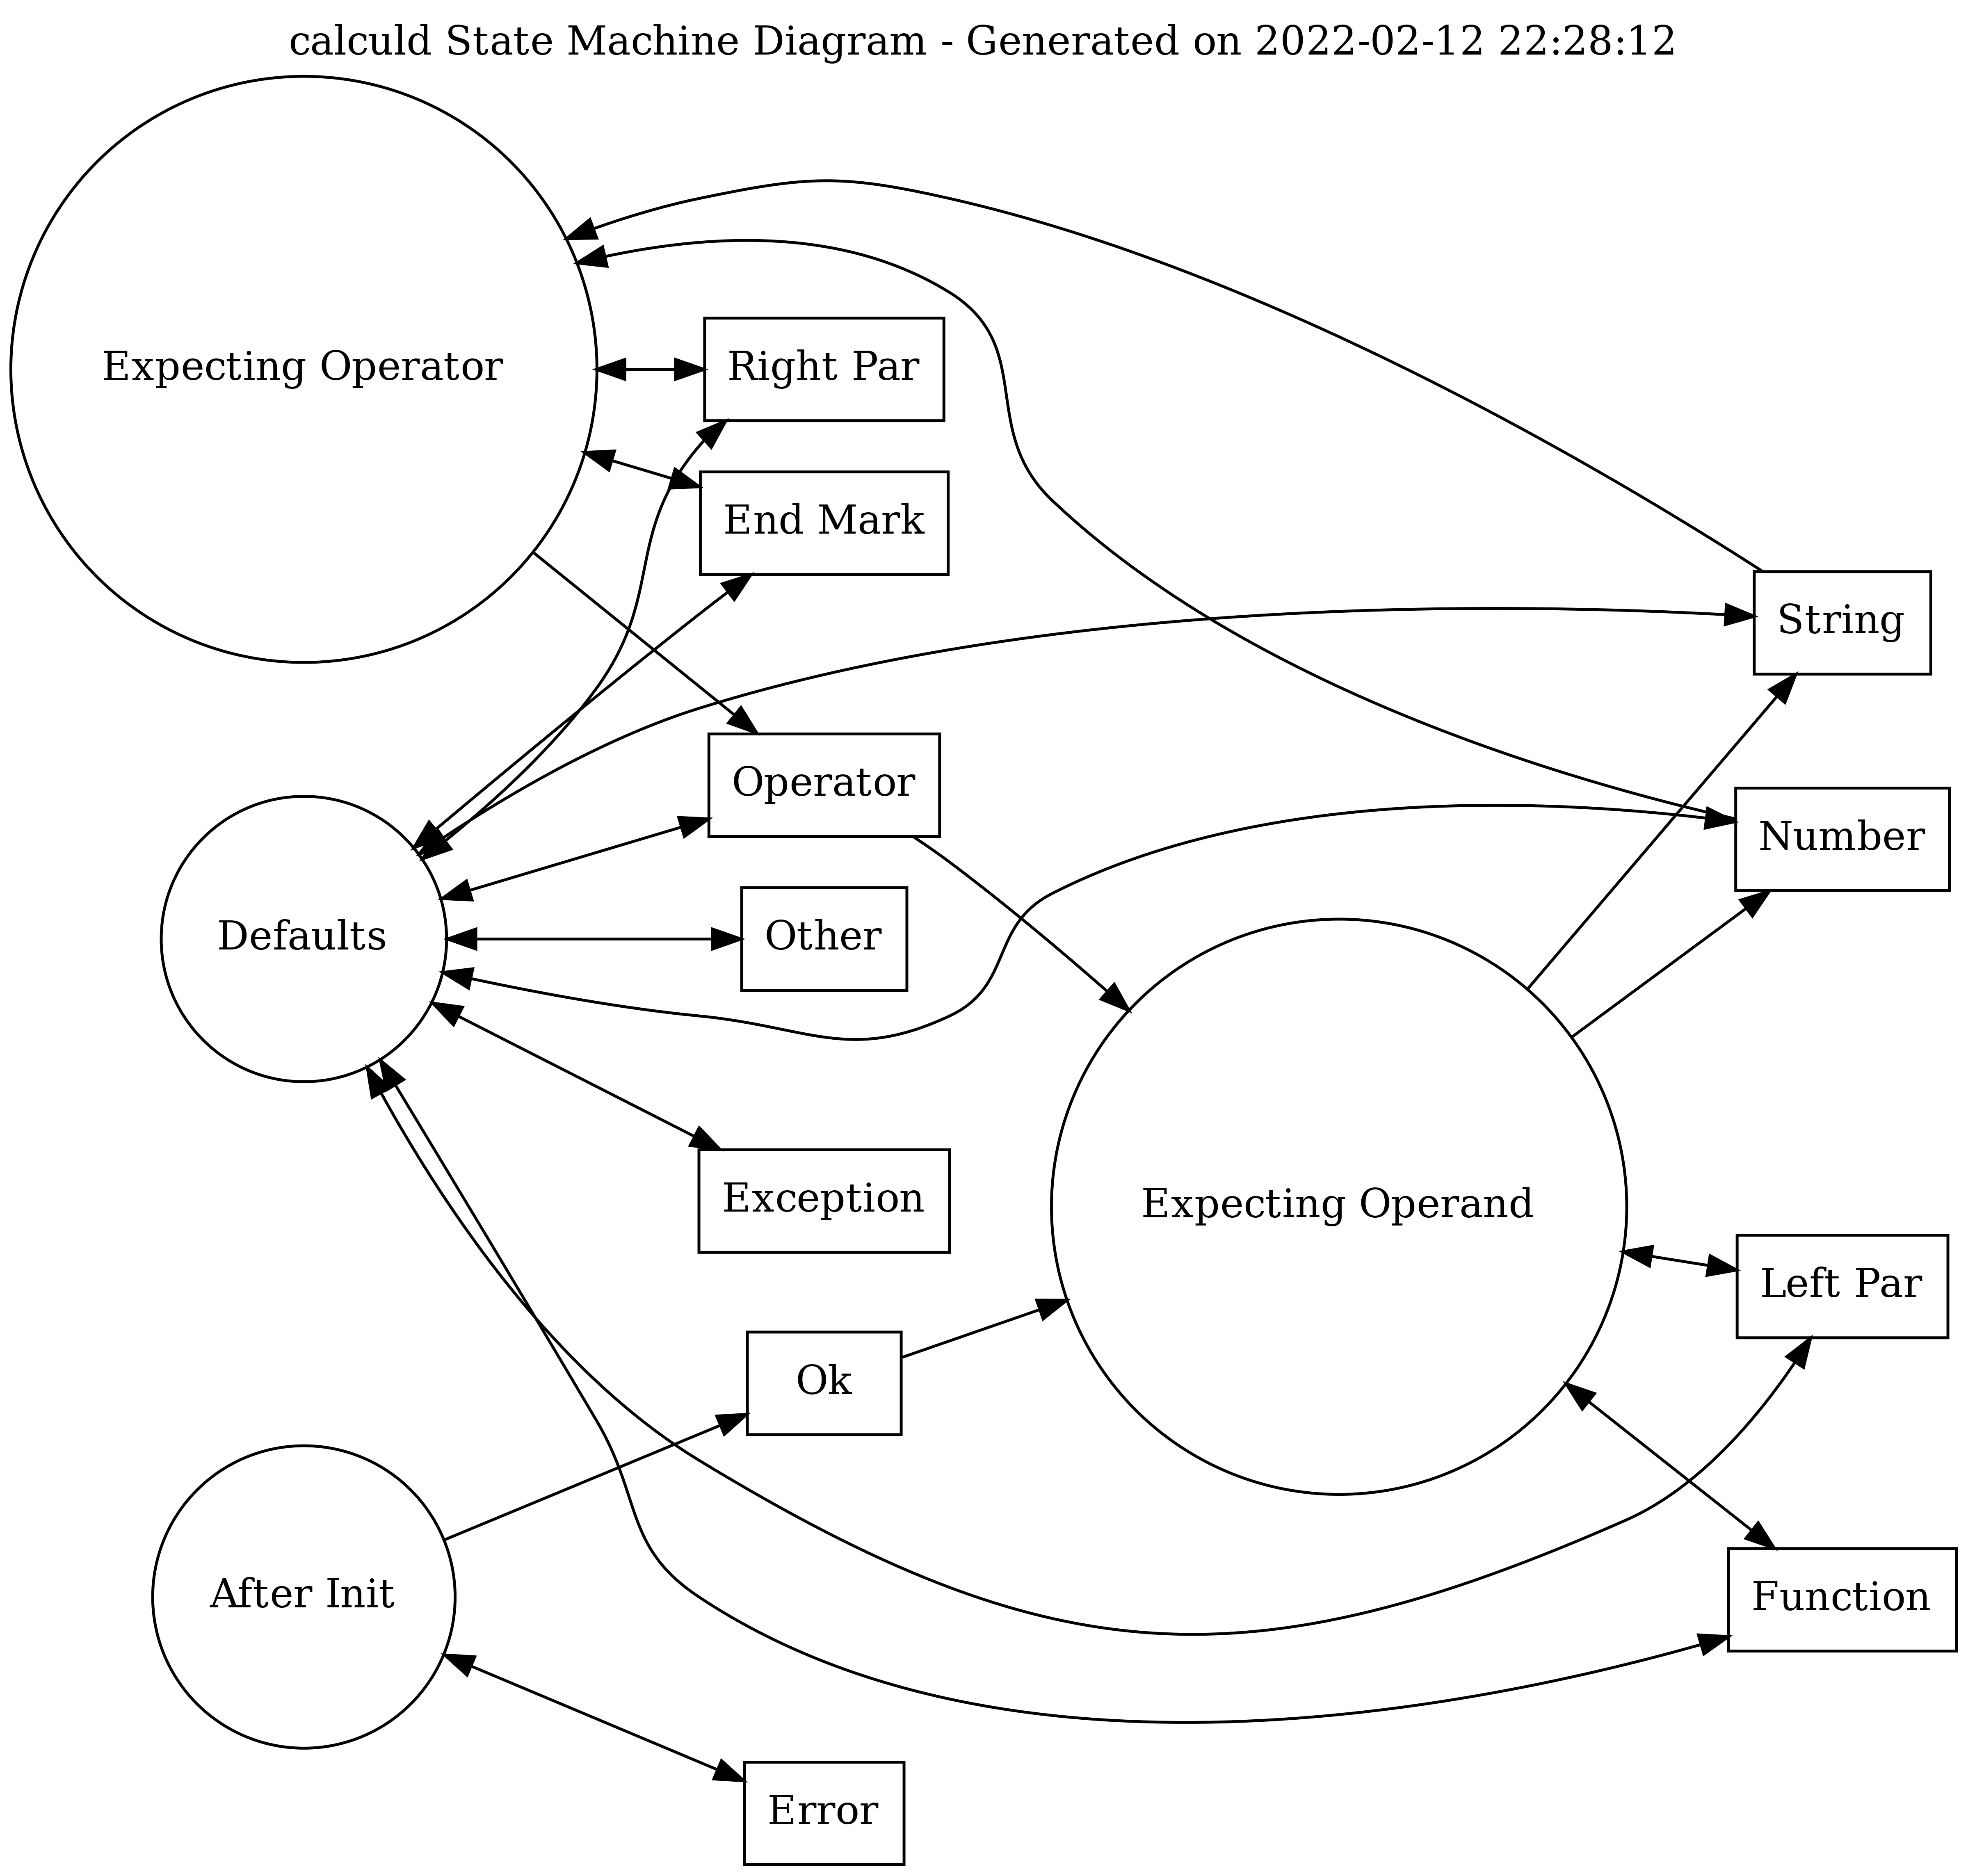 calculd State Machine Diagram - Generated on 2022-02-12 22:28:12
Expecting Operator
Right Par
End Mark
String
Operator
Number
Defaults
Other
Exception
Expecting Operand
Left Par
Ok
After Init
Function
Error